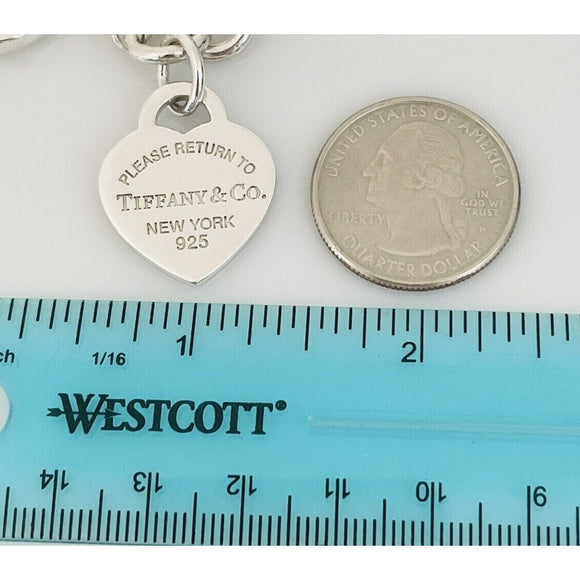 PLEASE RETURN TO
TIFFANY & CO.
NEW YORK
925
UNITED STATES OF AMERICA
LIBERTY
IN
GOD WE
TRUST
P
QUARTER DOLLAR
1
2
ch
1/16
WESTCOTT®
14
13
12
11
10
9